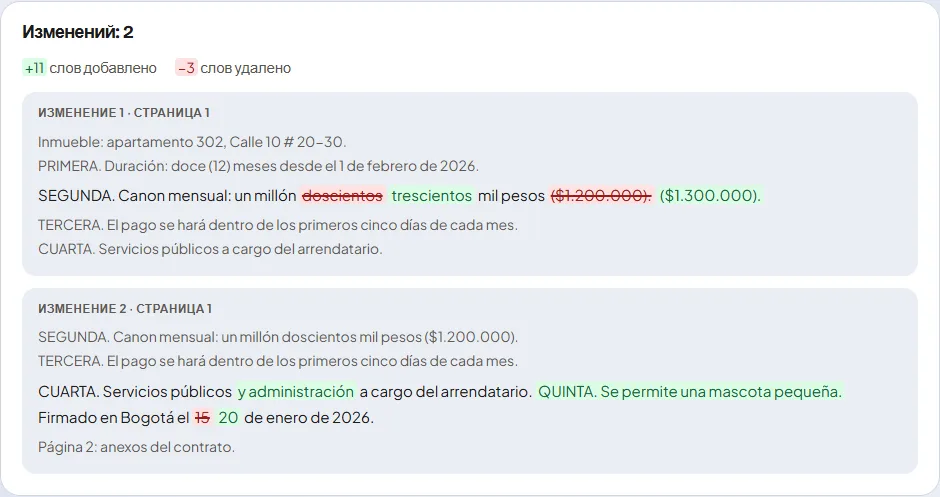 Изменений: 2
+11 слов добавлено −3 слов удалено
ИЗМЕНЕНИЕ 1 · СТРАНИЦА 1
Inmueble: apartamento 302, Calle 10 # 20–30.
PRIMERA. Duración: doce (12) meses desde el 1 de febrero de 2026.
SEGUNDA. Canon mensual: un millón doscientos trescientos mil pesos ($1.200.000). ($1.300.000).
TERCERA. El pago se hará dentro de los primeros cinco días de cada mes.
CUARTA. Servicios públicos a cargo del arrendatario.
ИЗМЕНЕНИЕ 2 · СТРАНИЦА 1
SEGUNDA. Canon mensual: un millón doscientos mil pesos ($1.200.000).
TERCERA. El pago se hará dentro de los primeros cinco días de cada mes.
CUARTA. Servicios públicos y administración a cargo del arrendatario. QUINTA. Se permite una mascota pequeña.
Firmado en Bogotá el 15 20 de enero de 2026.
Página 2: anexos del contrato.